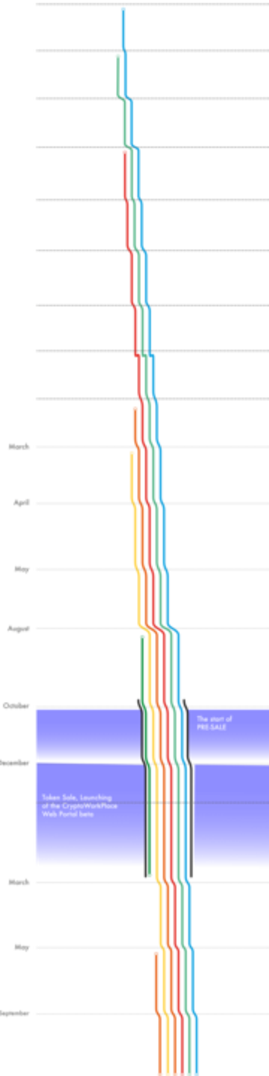 March
April
May
August
October
The start of
PRE-SALE
December
Token Sale, Launching
of the CryptoWorkPlace
Web Portal beta
March
May
September